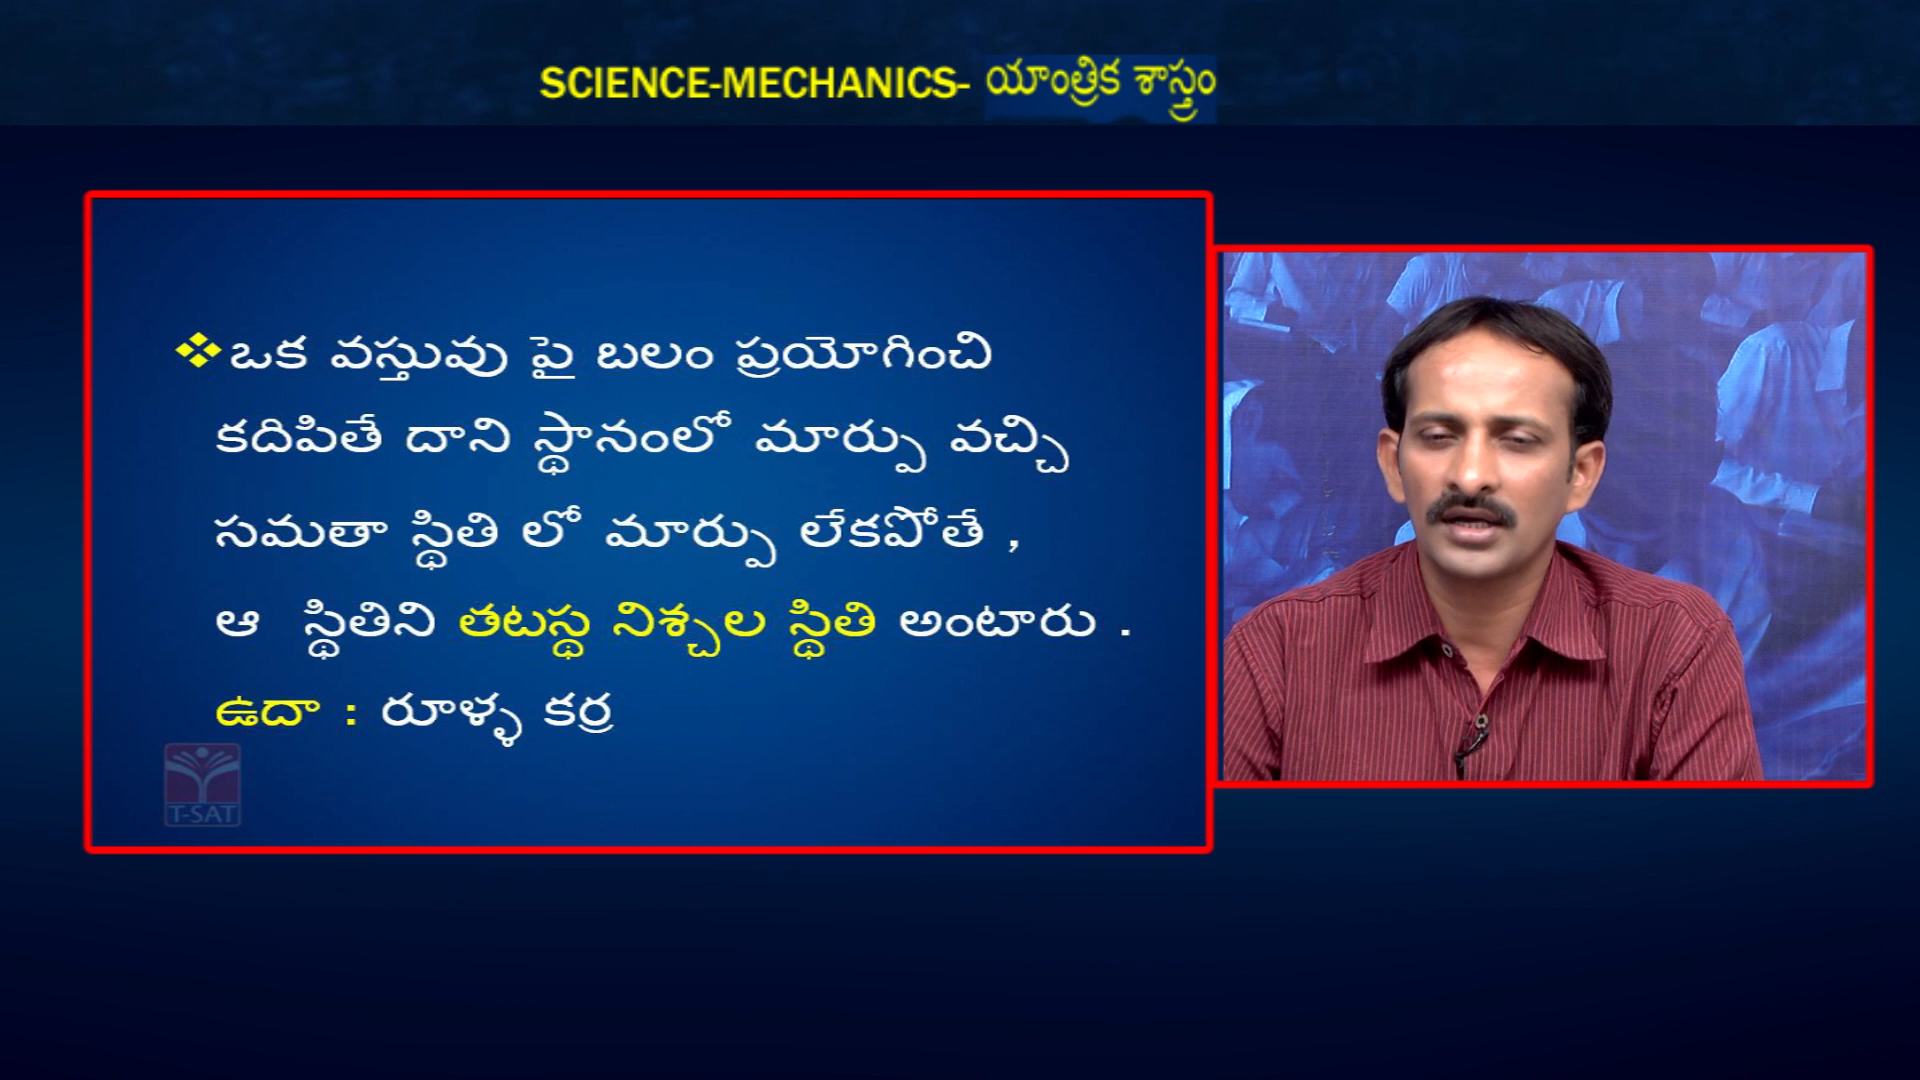 SCIENCE-MECHANICS- యాంత్రిక శాస్త్రం
❖ఒక వస్తువు పై బలం ప్రయోగించి
కదిపితే దాని స్థానంలో మార్పు వచ్చి
సమతా స్థితి లో మార్పు లేకపోతే ,
ఆ స్థితిని తటస్థ నిశ్చల స్థితి అంటారు .
ఉదా : రూళ్ళ కర్ర
T-SAT